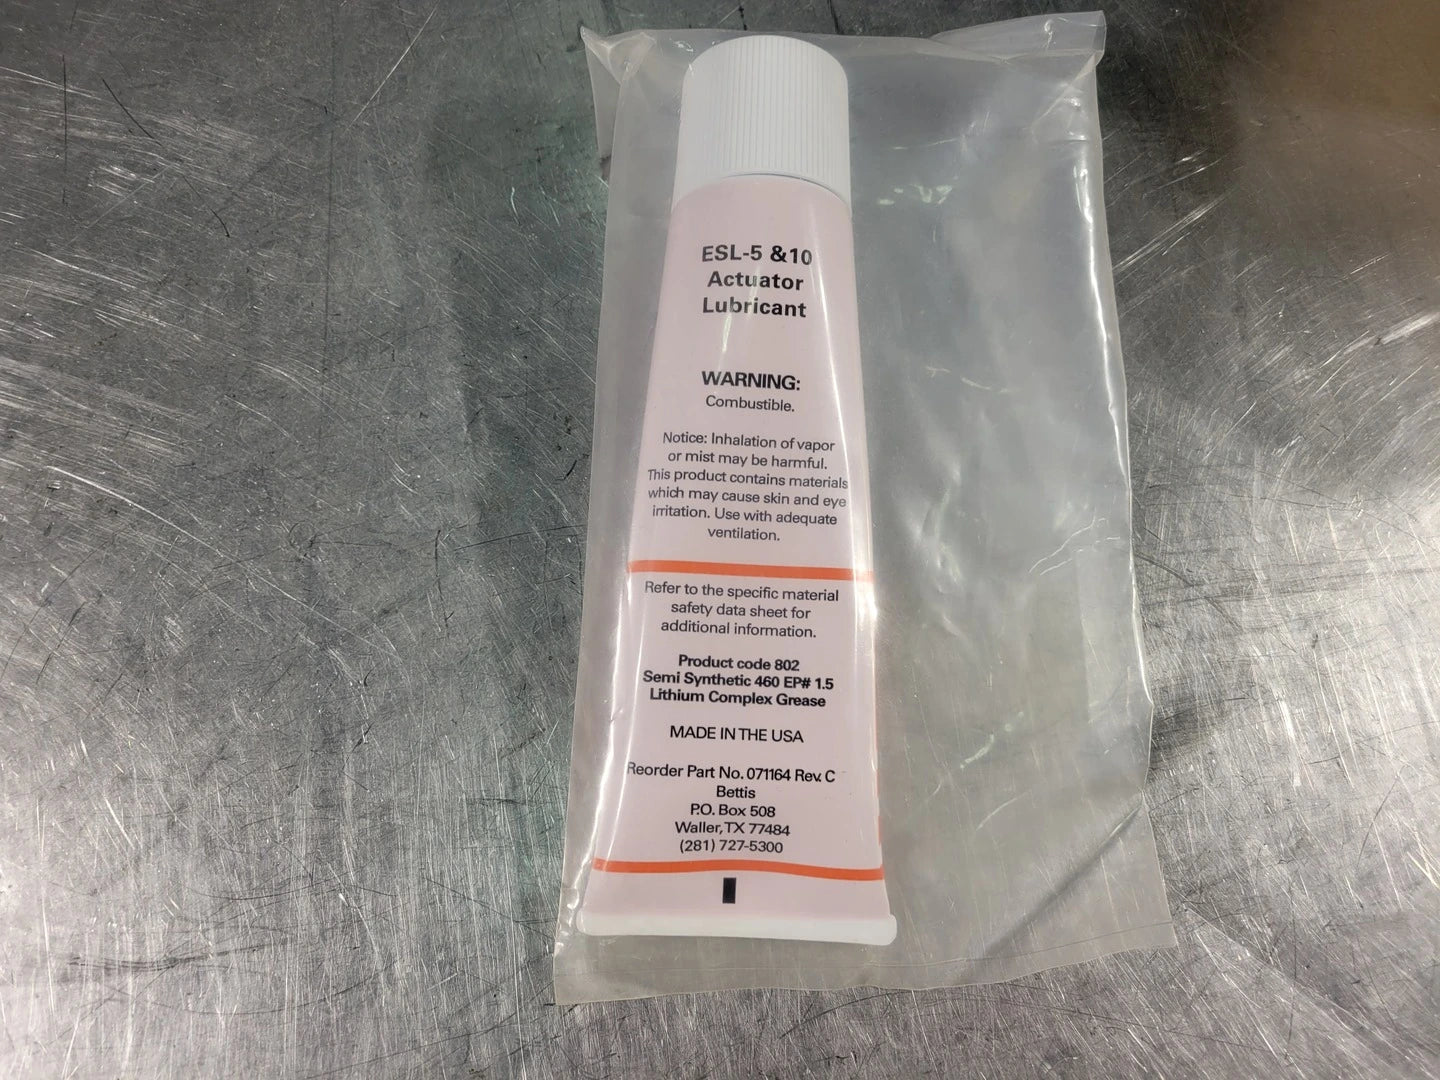 ESL-5 &10
Actuator
Lubricant
WARNING:
Combustible.
Notice: Inhalation of vapor
or mist may be harmful.
This product contains materials
which may cause skin and eye
irritation. Use with adequate
ventilation.
Refer to the specific material
safety data sheet for
additional information.
Product code 802
Semi Synthetic 460 EP# 1.5
Lithium Complex Grease
MADE IN THE USA
Reorder Part No. 071164 Rev. C
Bettis
P.O. Box 508
Waller, TX 77484
(281) 727-5300